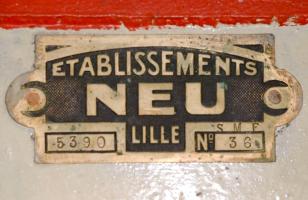 ETABLISSEMENTS
NEU
LILLE
5390
S M F
Nº 36